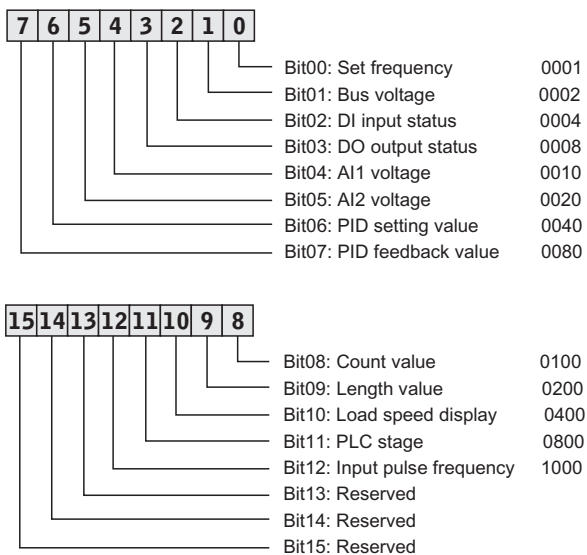 7 6 5 4 3 2 1 0
Bit00: Set frequency 0001
Bit01: Bus voltage 0002
Bit02: DI input status 0004
Bit03: DO output status 0008
Bit04: AI1 voltage 0010
Bit05: AI2 voltage 0020
Bit06: PID setting value 0040
Bit07: PID feedback value 0080
15 14 13 12 11 10 9 8
Bit08: Count value 0100
Bit09: Length value 0200
Bit10: Load speed display 0400
Bit11: PLC stage 0800
Bit12: Input pulse frequency 1000
Bit13: Reserved
Bit14: Reserved
Bit15: Reserved